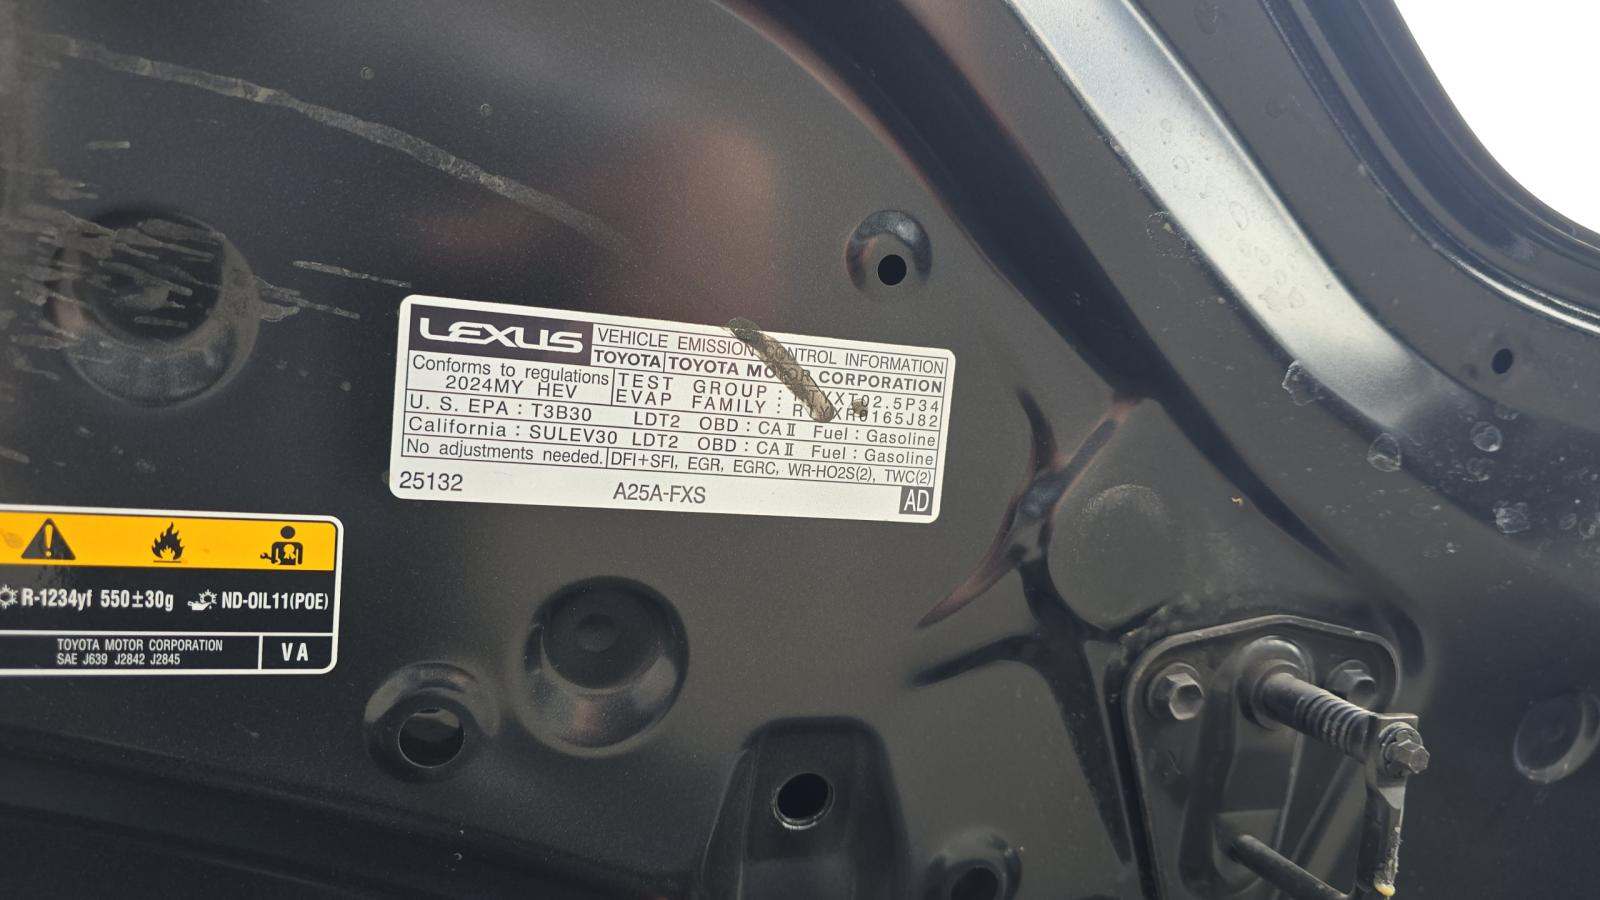 LEXUS
VEHICLE EMISSION CONTROL INFORMATION
TOYOTA TOYOTA MOTOR CORPORATION
Conforms to regulations
2024MY HEV
TEST GROUP :
EVAP FAMILY :
U. S. EPA : T3B30 LDT2 OBD : CA II Fuel : Gasoline
California : SULEV30 LDT2 OBD : CA II Fuel : Gasoline
No adjustments needed. DFI+SFI, EGR, EGRC, WR-HO2S(2), TWC(2)
25132 A25A-FXS AD
R-1234yf 550±30g ND-OIL11(POE)
TOYOTA MOTOR CORPORATION
SAE J639 J2842 J2845
VA